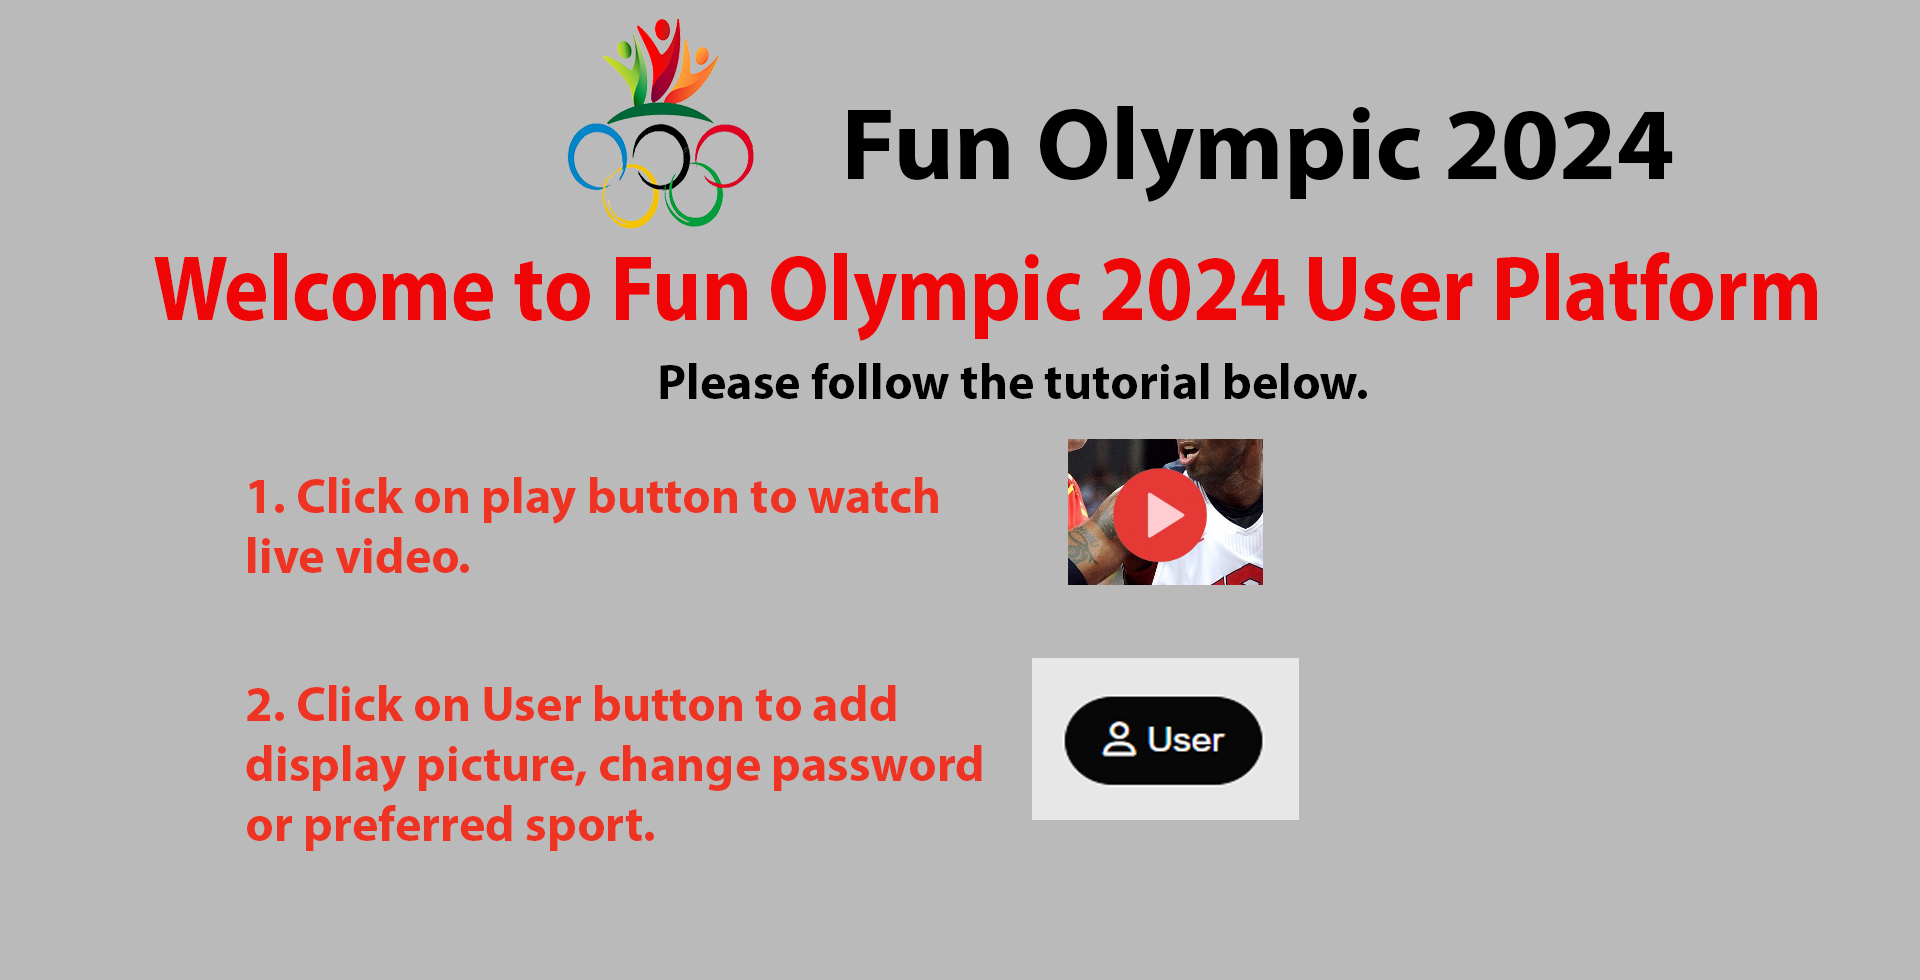 Fun Olympic 2024
Welcome to Fun Olympic 2024 User Platform
Please follow the tutorial below.
1. Click on play button to watch
live video.
2. Click on User button to add
display picture, change password
or preferred sport.
User